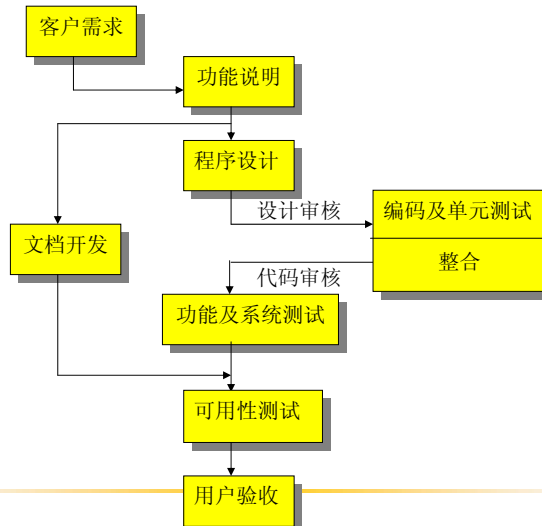 客户需求
功能说明
程序设计
设计审核
编码及单元测试
文档开发
整合
代码审核
功能及系统测试
可用性测试
用户验收